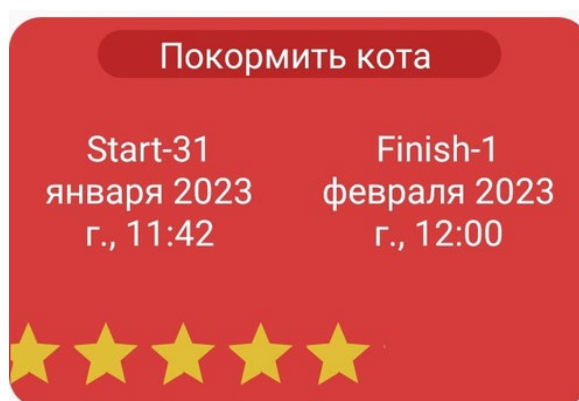 Покормить кота
Start-31
января 2023
г., 11:42
Finish-1
февраля 2023
г., 12:00